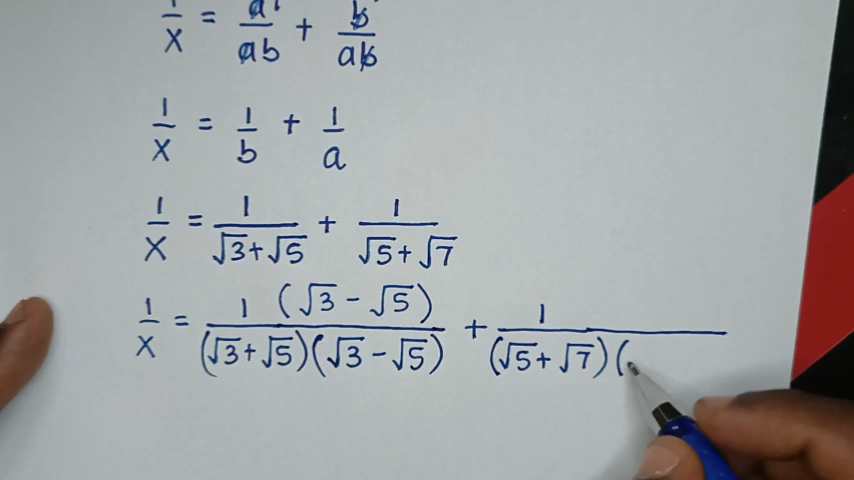 1/x = a/ab + b/ab
1/x = 1/b + 1/a
1/x = 1/(√3+√5) + 1/(√5+√7)
1/x = 1 (√3 - √5)/(√3+√5)(√3 - √5) + 1/(√5+√7)(